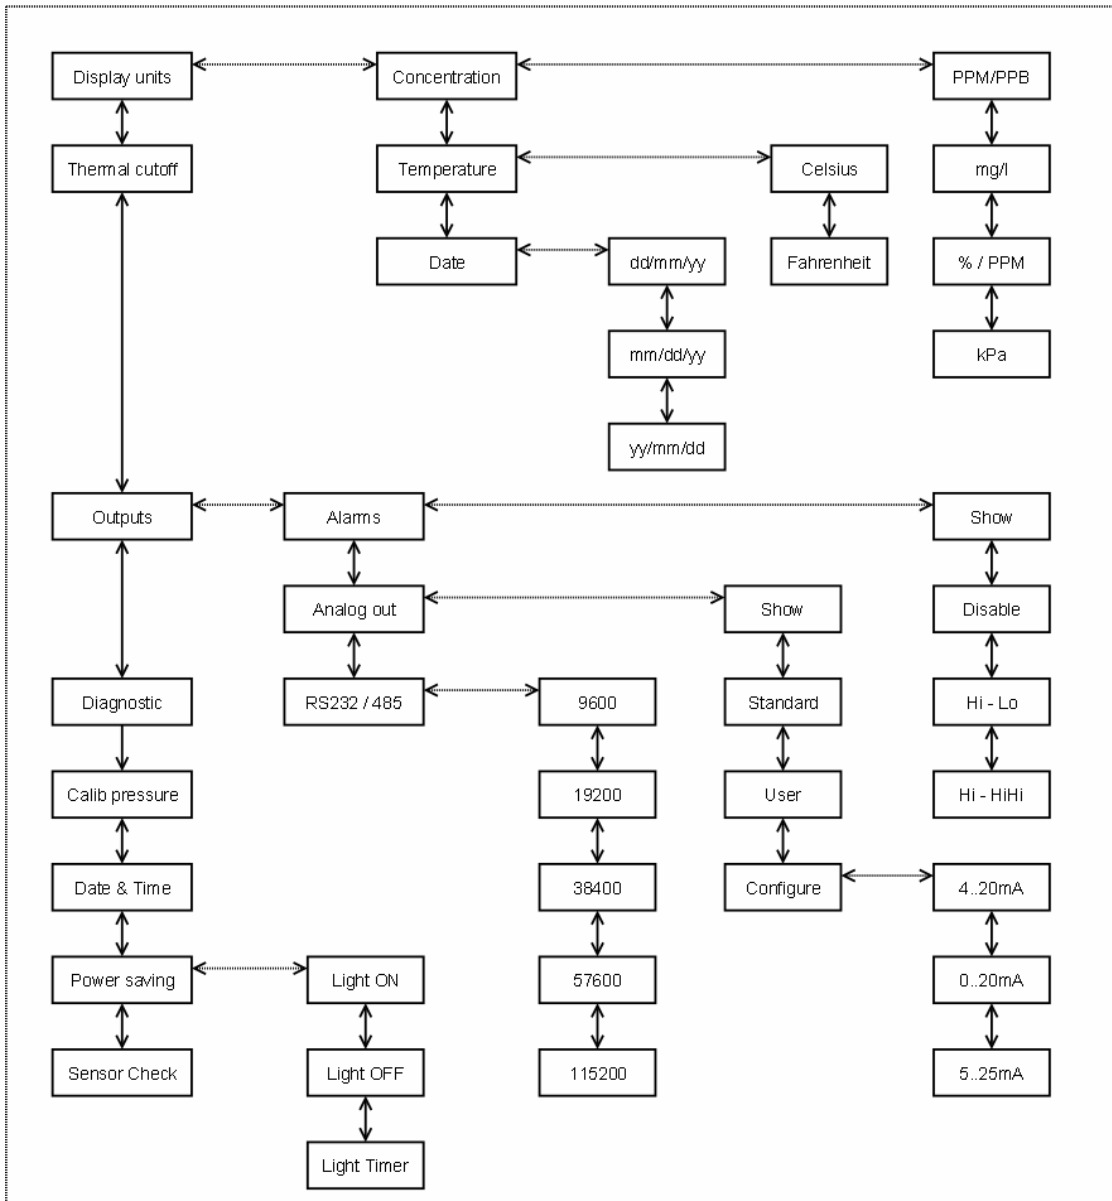 Display units
Concentration
PPM/PPB
Thermal cutoff
Temperature
Celsius
mg/l
Date
dd/mm/yy
Fahrenheit
% / PPM
mm/dd/yy
kPa
yy/mm/dd
Outputs
Alarms
Show
Analog out
Show
Disable
Diagnostic
RS232 / 485
9600
Standard
Hi - Lo
Calib pressure
19200
User
Hi - HiHi
Date & Time
38400
Configure
4..20mA
Power saving
Light ON
57600
0..20mA
Sensor Check
Light OFF
115200
5..25mA
Light Timer